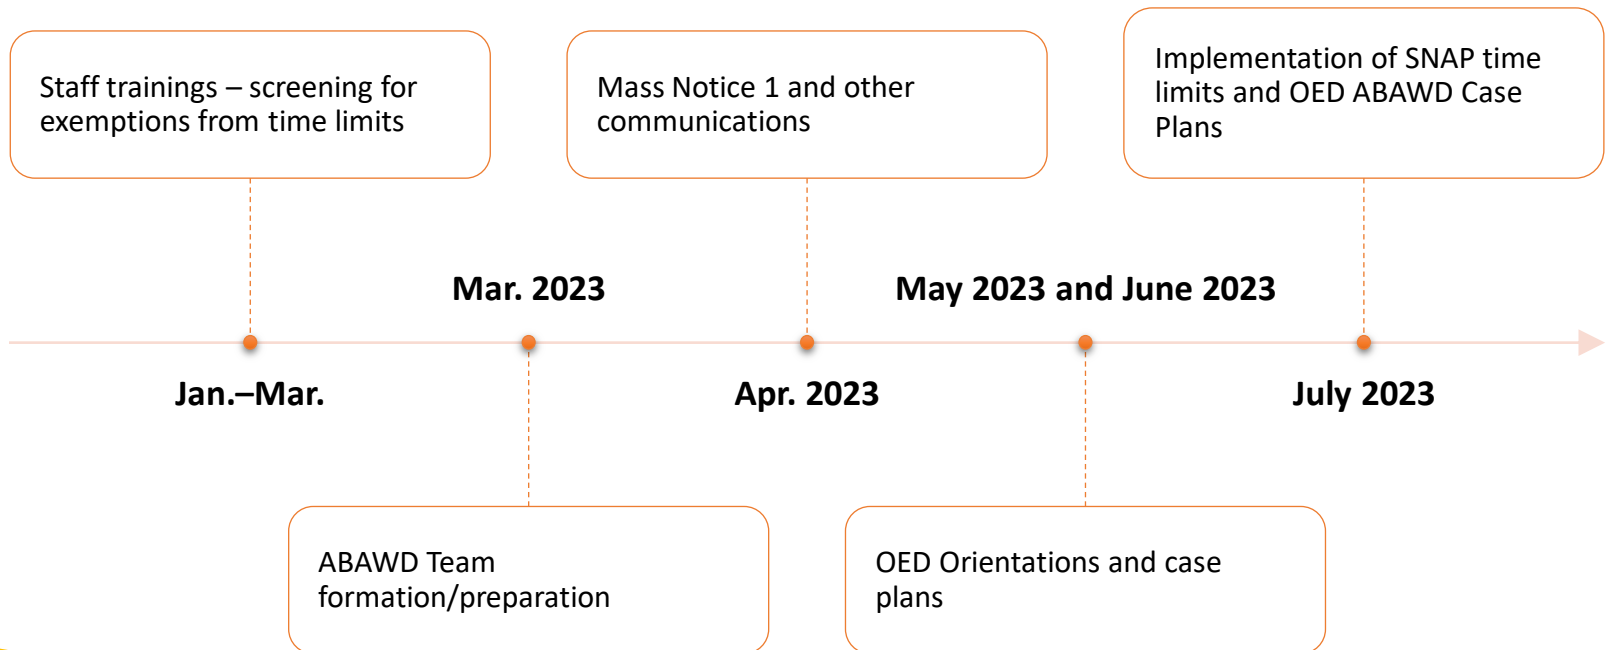 Staff trainings – screening for
exemptions from time limits
Mass Notice 1 and other
communications
Implementation of SNAP time
limits and OED ABAWD Case
Plans
Mar. 2023
May 2023 and June 2023
Jan.–Mar.
Apr. 2023
July 2023
ABAWD Team
formation/preparation
OED Orientations and case
plans